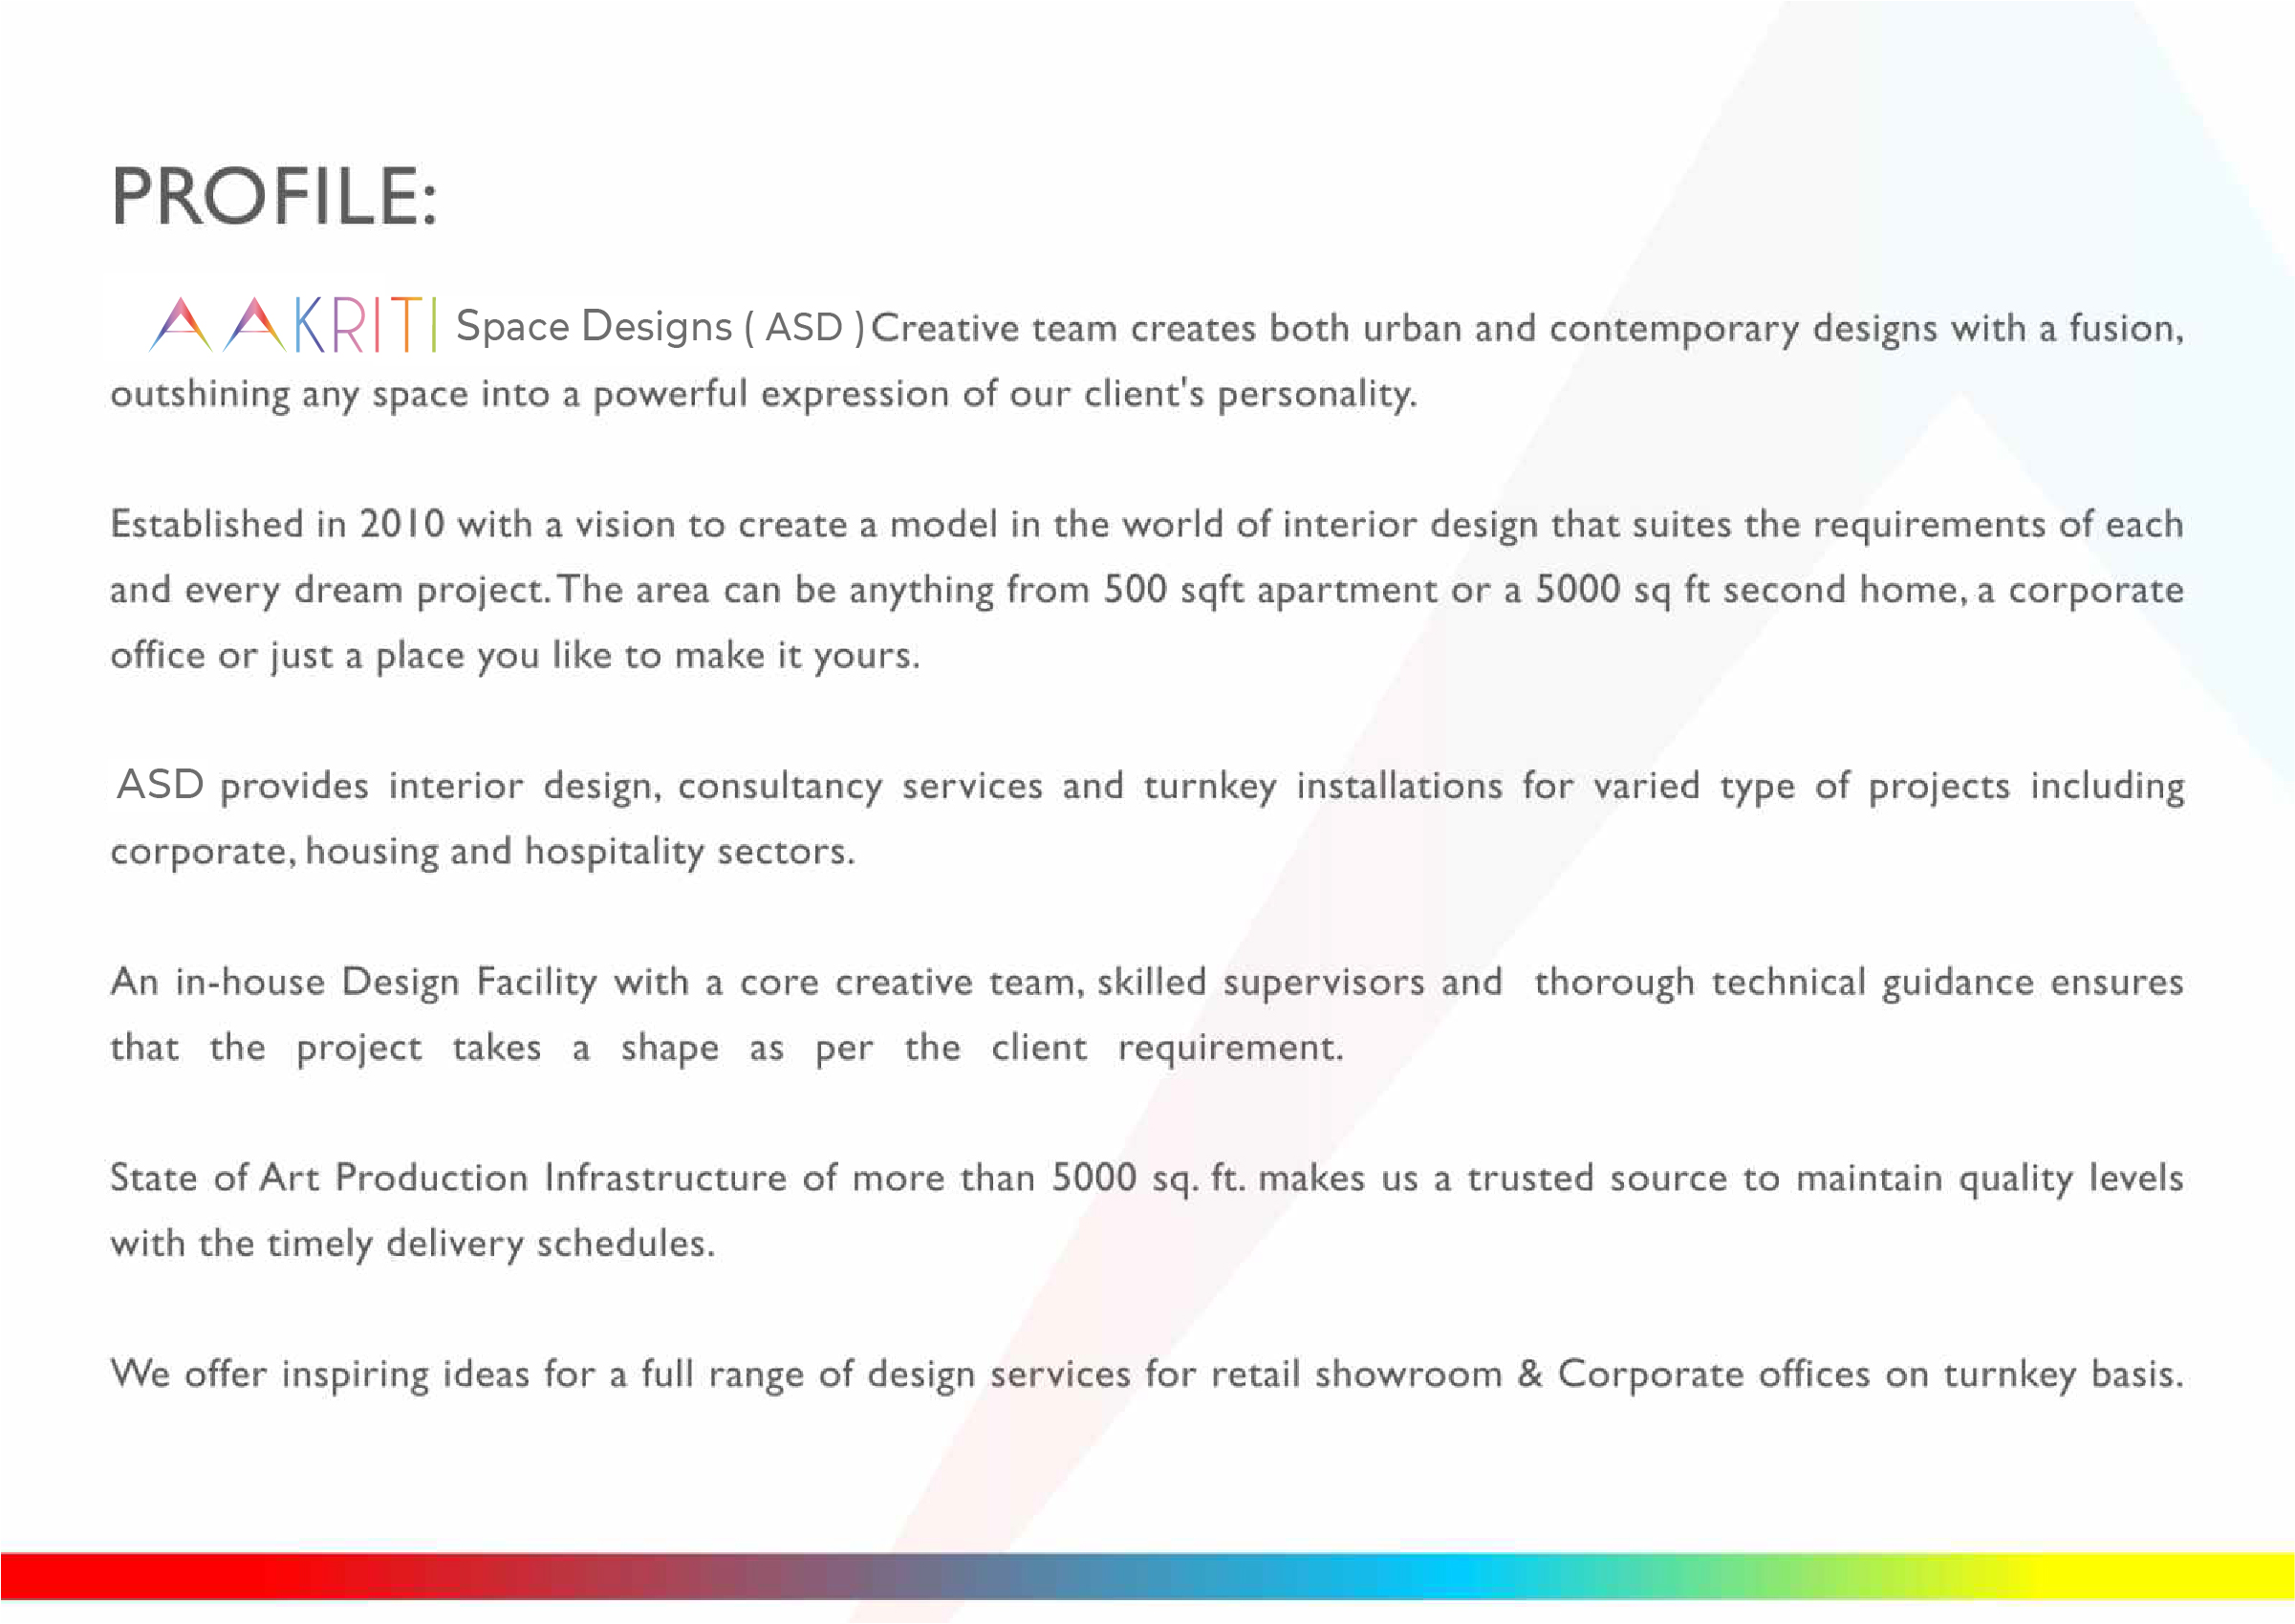 PROFILE:
AAKRITI Space Designs ( ASD ) Creative team creates both urban and contemporary designs with a fusion,
outshining any space into a powerful expression of our client's personality.
Established in 2010 with a vision to create a model in the world of interior design that suites the requirements of each
and every dream project. The area can be anything from 500 sqft apartment or a 5000 sq ft second home, a corporate
office or just a place you like to make it yours.
ASD provides interior design, consultancy services and turnkey installations for varied type of projects including
corporate, housing and hospitality sectors.
An in-house Design Facility with a core creative team, skilled supervisors and thorough technical guidance ensures
that the project takes a shape as per the client requirement.
State of Art Production Infrastructure of more than 5000 sq. ft. makes us a trusted source to maintain quality levels
with the timely delivery schedules.
We offer inspiring ideas for a full range of design services for retail showroom & Corporate offices on turnkey basis.